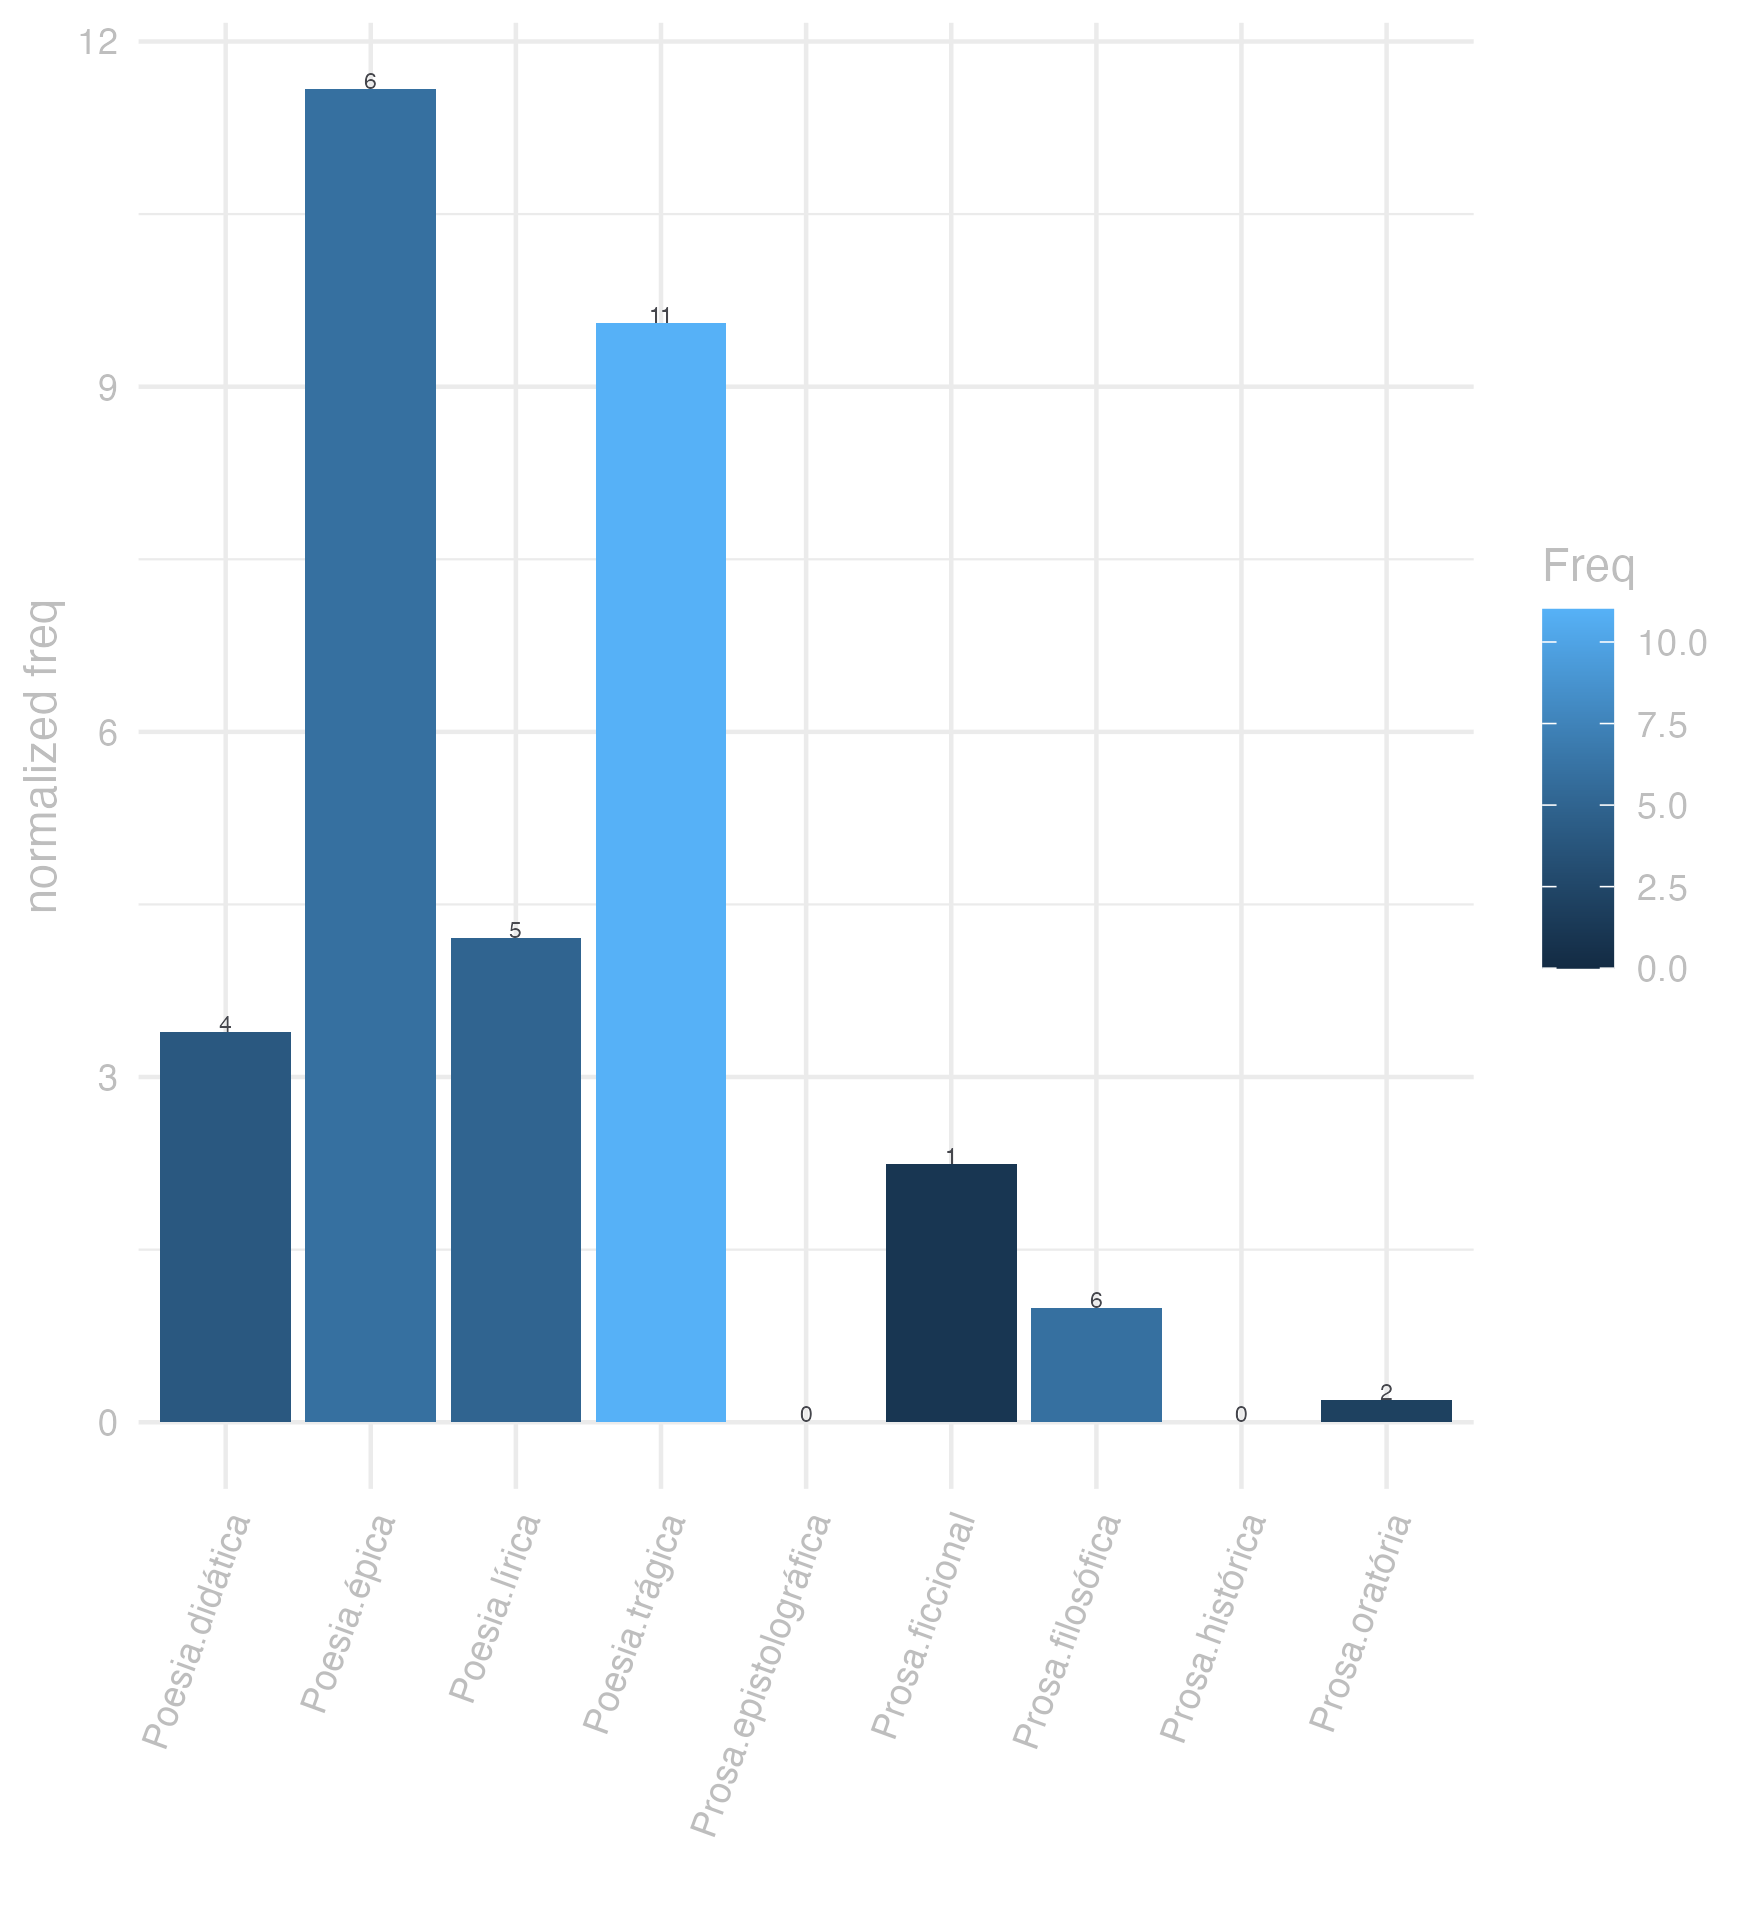 12
9
6
3
0
normalized freq
4
6
5
11
0
1
6
0
2
Poesia.didática
Poesia.épica
Poesia.lírica
Poesia.trágica
Prosa.epistolográfica
Prosa.ficcional
Prosa.filosófica
Prosa.histórica
Prosa.oratória
Freq
10.0
7.5
5.0
2.5
0.0